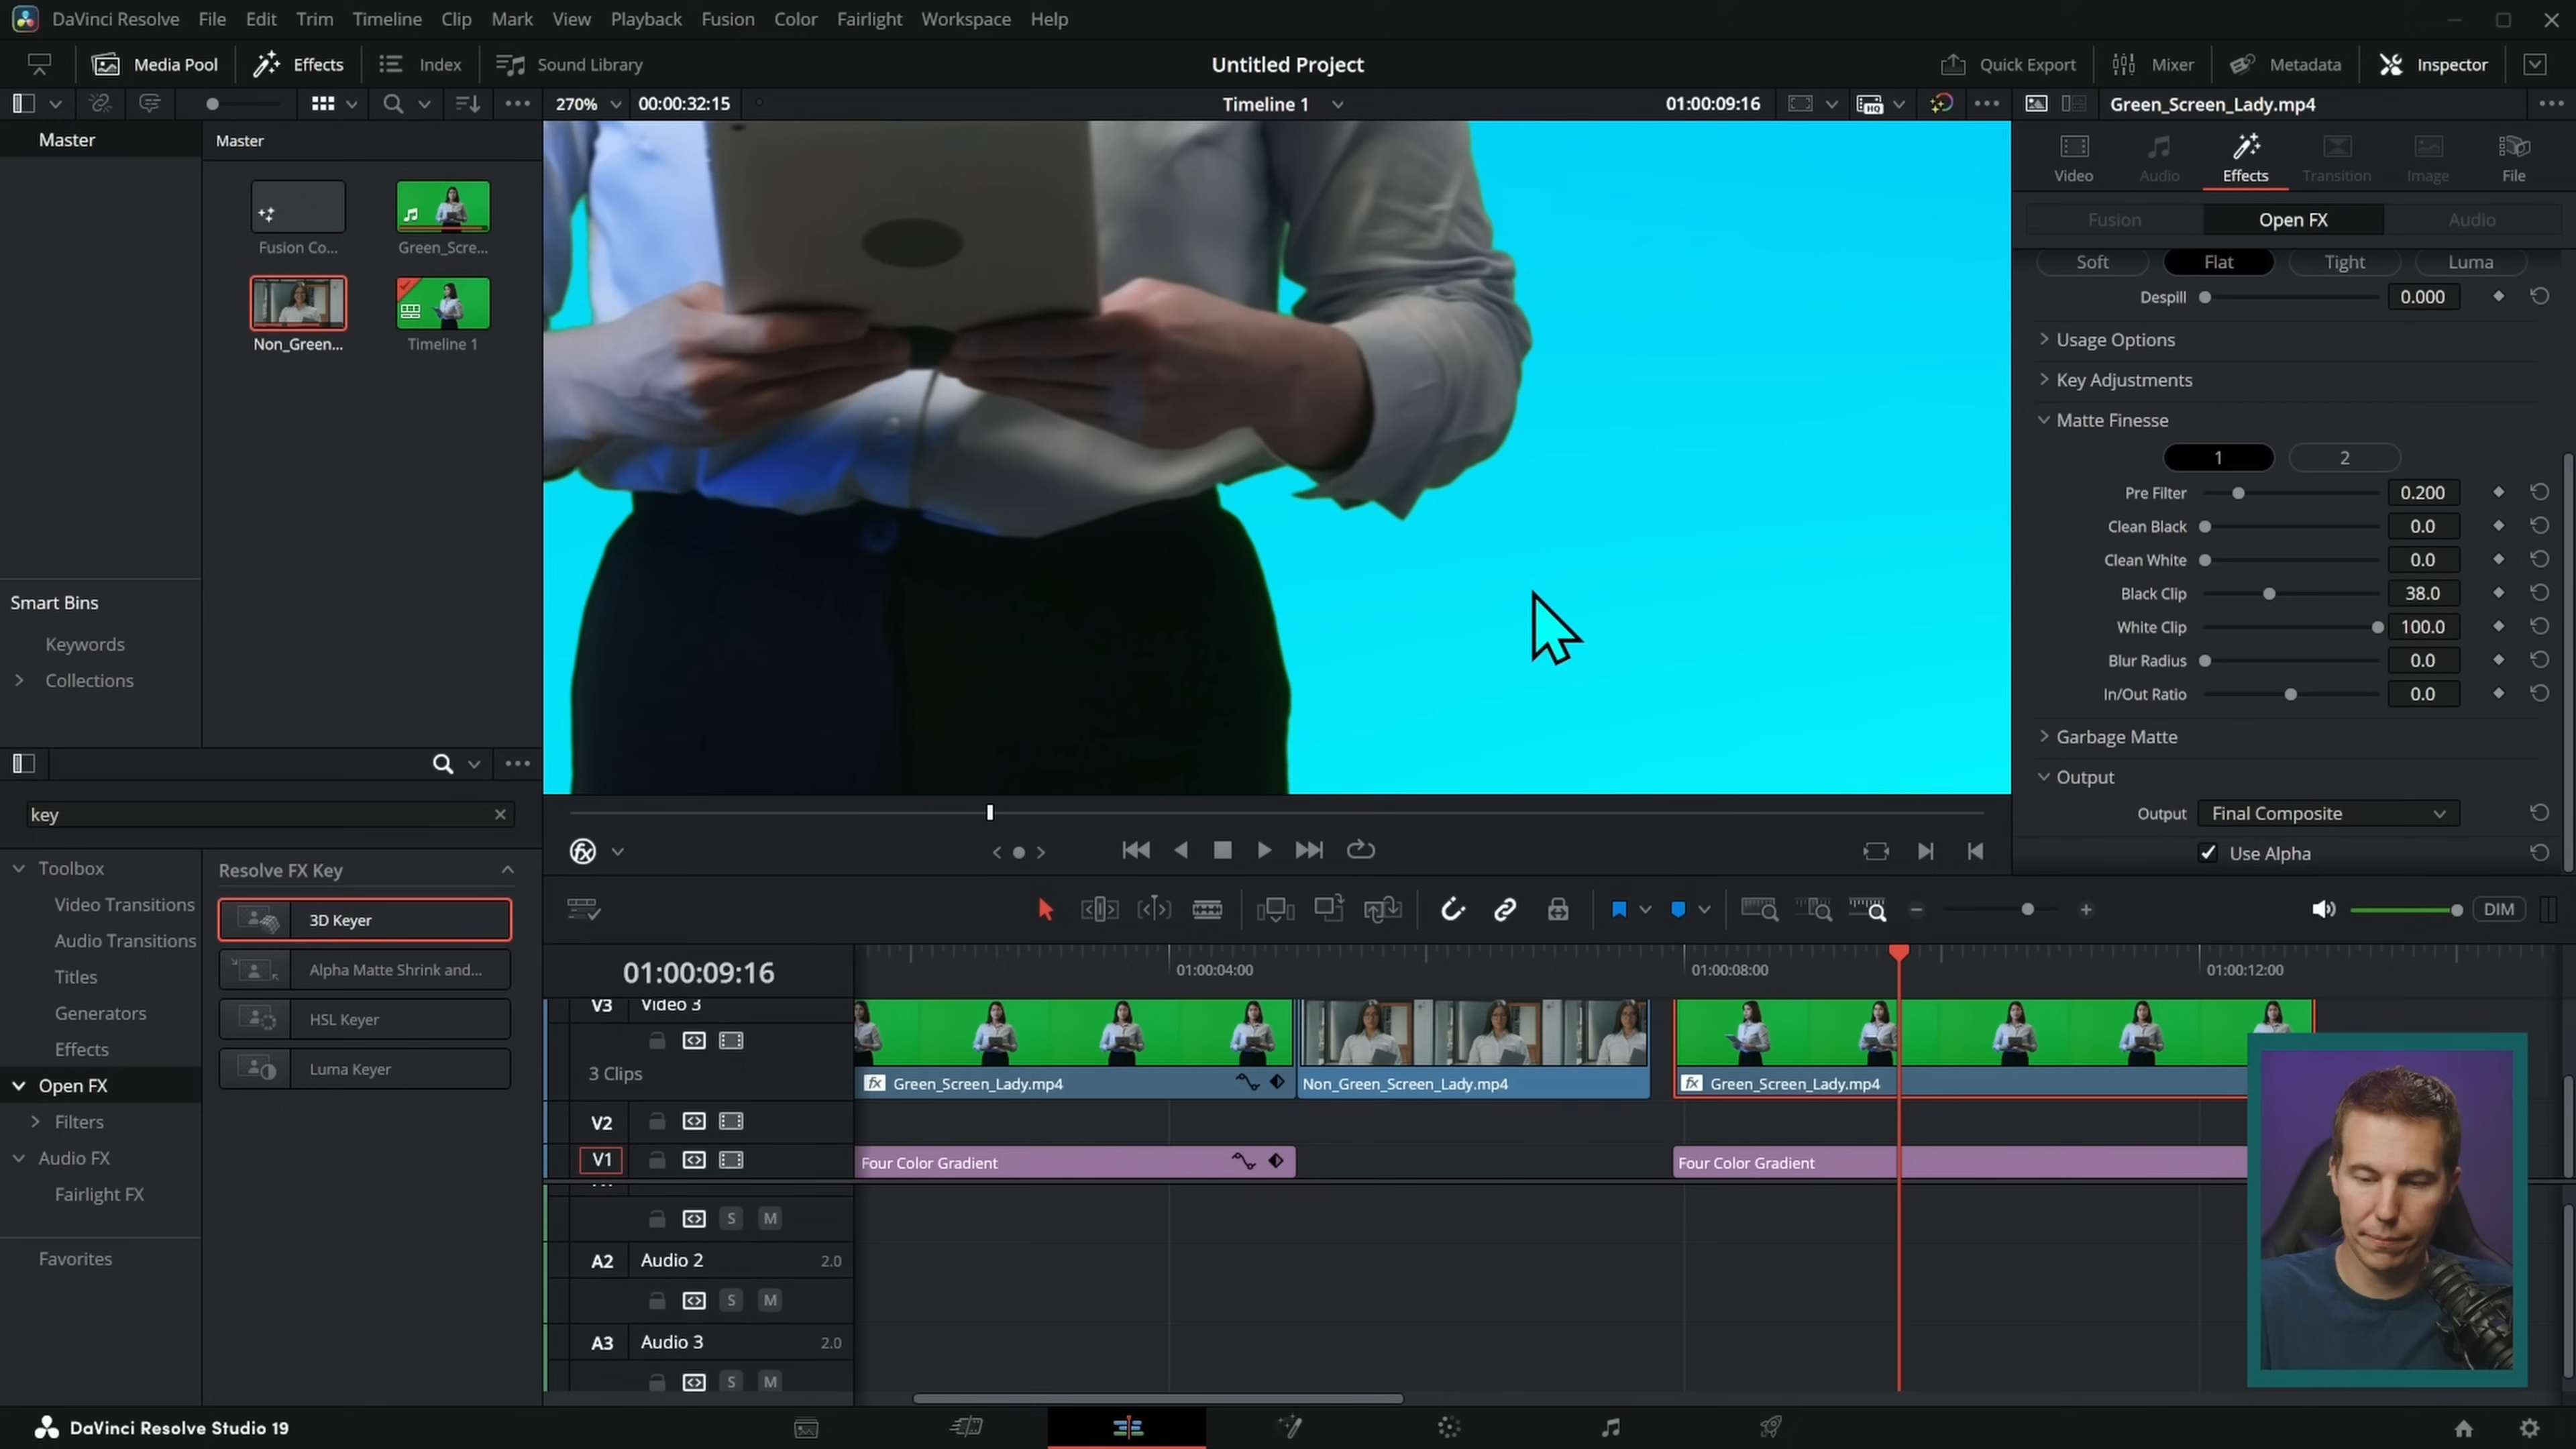 DaVinci Resolve File Edit Trim Timeline Clip Mark View Playback Fusion Color Fairlight Workspace Help
Media Pool Effects Index Sound Library Untitled Project Quick Export Mixer Metadata Inspector
270% 00:00:32:15 Timeline 1 01:00:09:16 Green_Screen_Lady.mp4
Master
Master
Fusion Co...
Green_Scre...
Non_Green...
Timeline 1
Smart Bins
Keywords
Collections
Video Audio Effects Transition Image File
Fusion Open FX Audio
Soft Flat Tight Luma
Despill 0.000
Usage Options
Key Adjustments
Matte Finesse
1 2
Pre Filter 0.200
Clean Black 0.0
Clean White 0.0
Black Clip 38.0
White Clip 100.0
Blur Radius 0.0
In/Out Ratio 0.0
Garbage Matte
Output
Output Final Composite
Use Alpha
key
Toolbox
Video Transitions
Audio Transitions
Titles
Generators
Effects
Open FX
Filters
Audio FX
Fairlight FX
Favorites
Resolve FX Key
3D Keyer
Alpha Matte Shrink and...
HSL Keyer
Luma Keyer
fx
DIM
01:00:09:16 01:00:04:00 01:00:08:00 01:00:12:00
V3 Video 3
3 Clips
fx Green_Screen_Lady.mp4 Non_Green_Screen_Lady.mp4 fx Green_Screen_Lady.mp4
V2
V1 Four Color Gradient Four Color Gradient
S M
A2 Audio 2 2.0
S M
A3 Audio 3 2.0
S M
DaVinci Resolve Studio 19